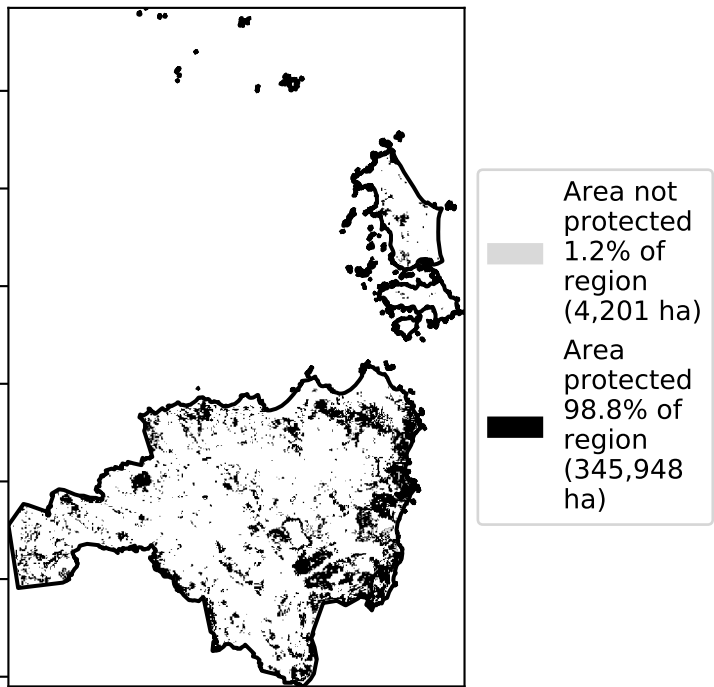 Area not
protected
1.2% of
region
(4,201 ha)
Area
protected
98.8% of
region
(345,948
ha)